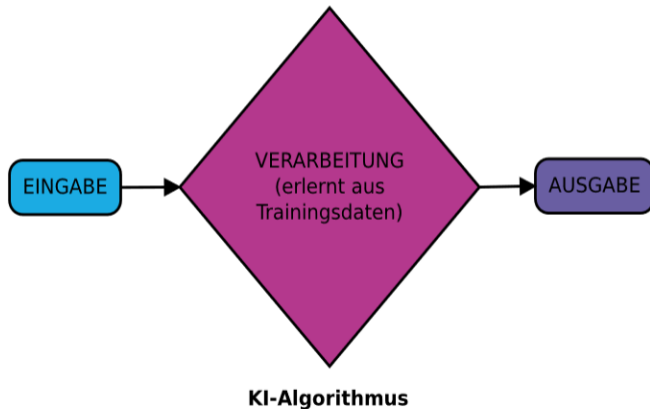 EINGABE
VERARBEITUNG
(erlernt aus
Trainingsdaten)
AUSGABE
KI-Algorithmus